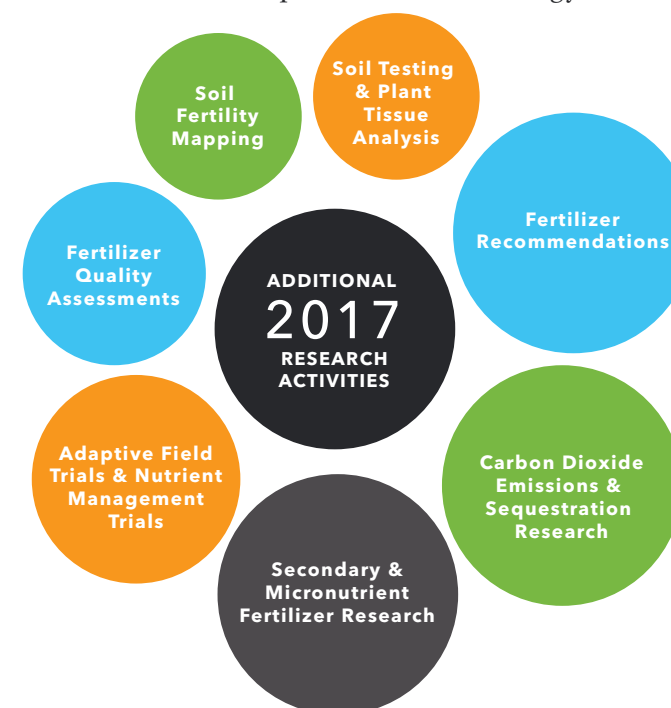 Soil
Fertility
Mapping
Soil Testing
& Plant
Tissue
Analysis
Fertilizer
Recommendations
Fertilizer
Quality
Assessments
ADDITIONAL
2017
RESEARCH
ACTIVITIES
Adaptive Field
Trials & Nutrient
Management
Trials
Carbon Dioxide
Emissions &
Sequestration
Research
Secondary &
Micronutrient
Fertilizer Research